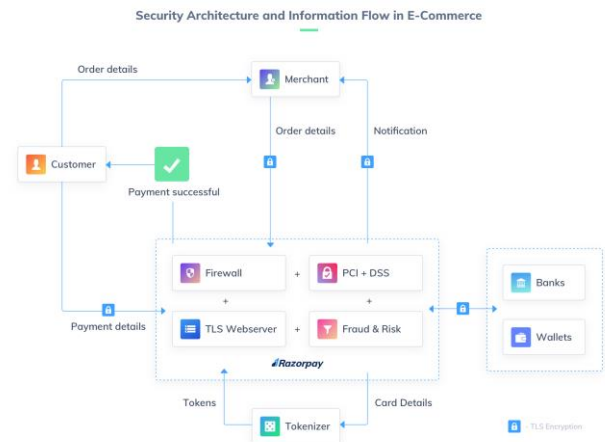 Security Architecture and Information Flow in E-Commerce
Order details
Merchant
Order details
Notification
Customer
Payment successful
Firewall
+
PCI + DSS
+
+
Banks
Payment details
TLS Webserver
+
Fraud & Risk
Wallets
Razorpay
Tokens
Card Details
Tokenizer
- TLS Encryption